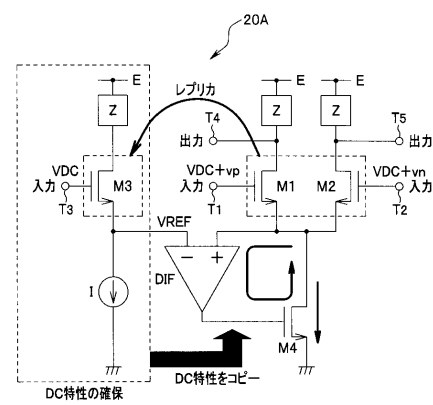 20A
E
E
E
Z
Z
Z
レプリカ
T4
出力
T5
出力
VDC
入力
T3
M3
VDC+vp
入力
T1
M1
M2
VDC+vn
入力
T2
VREF
−
+
DIF
I
M4
DC特性をコピー
DC特性の確保